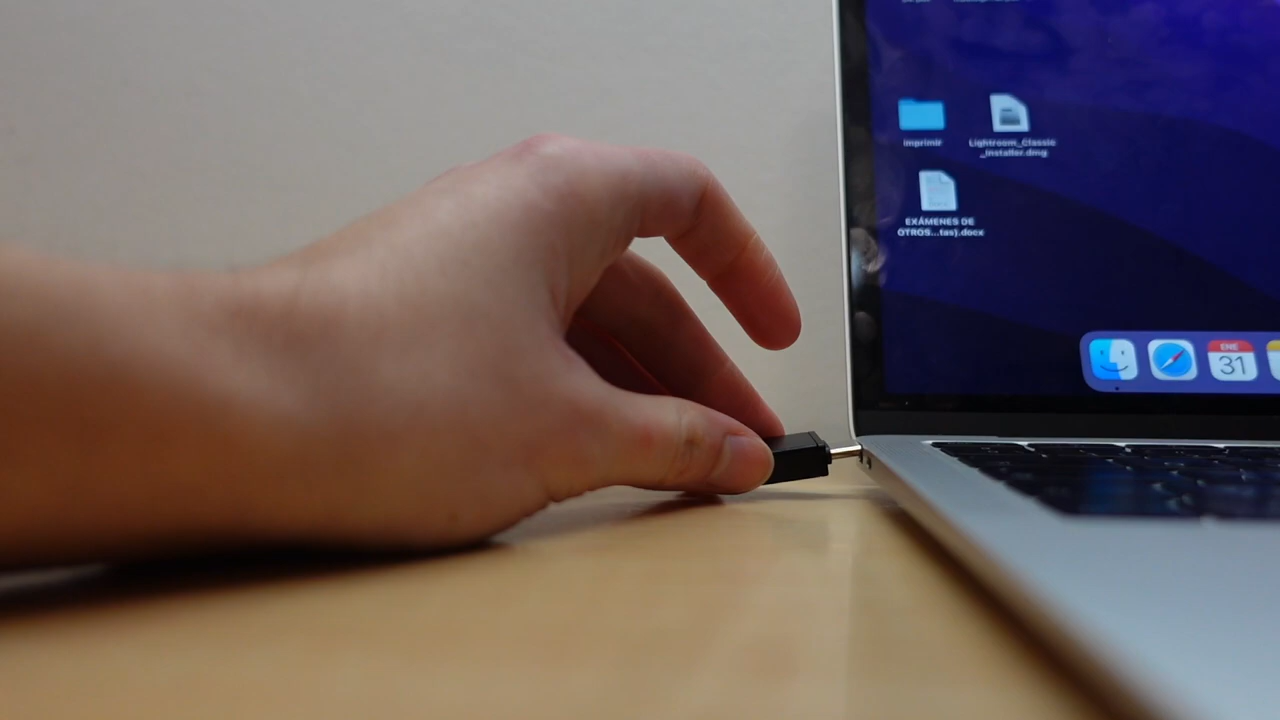 imprimir
Lightroom_Classic
_Installer.dmg
EXÁMENES DE
OTROS...tas).docx
ENE
31